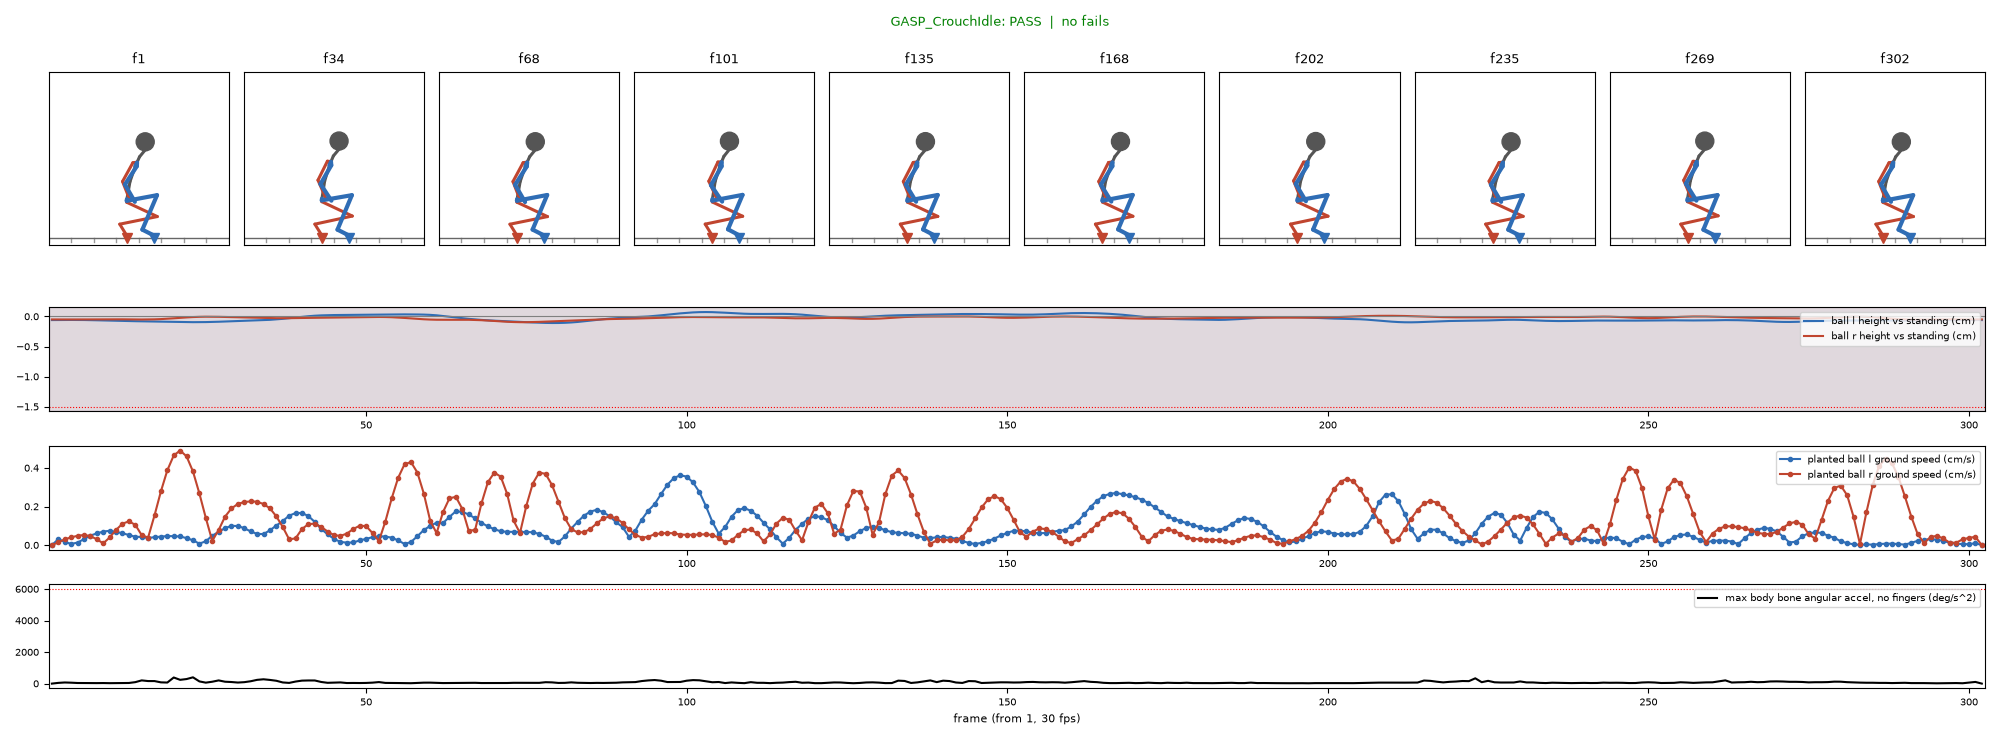 GASP_CrouchIdle: PASS | no fails
f1 f34 f68 f101 f135 f168 f202 f235 f269 f302
0.0
−0.5
−1.0
−1.5
ball l height vs standing (cm)
ball r height vs standing (cm)
50 100 150 200 250 300
0.4
0.2
0.0
planted ball l ground speed (cm/s)
planted ball r ground speed (cm/s)
50 100 150 200 250 300
6000
4000
2000
0
max body bone angular accel, no fingers (deg/s^2)
50 100 150 200 250 300
frame (from 1, 30 fps)